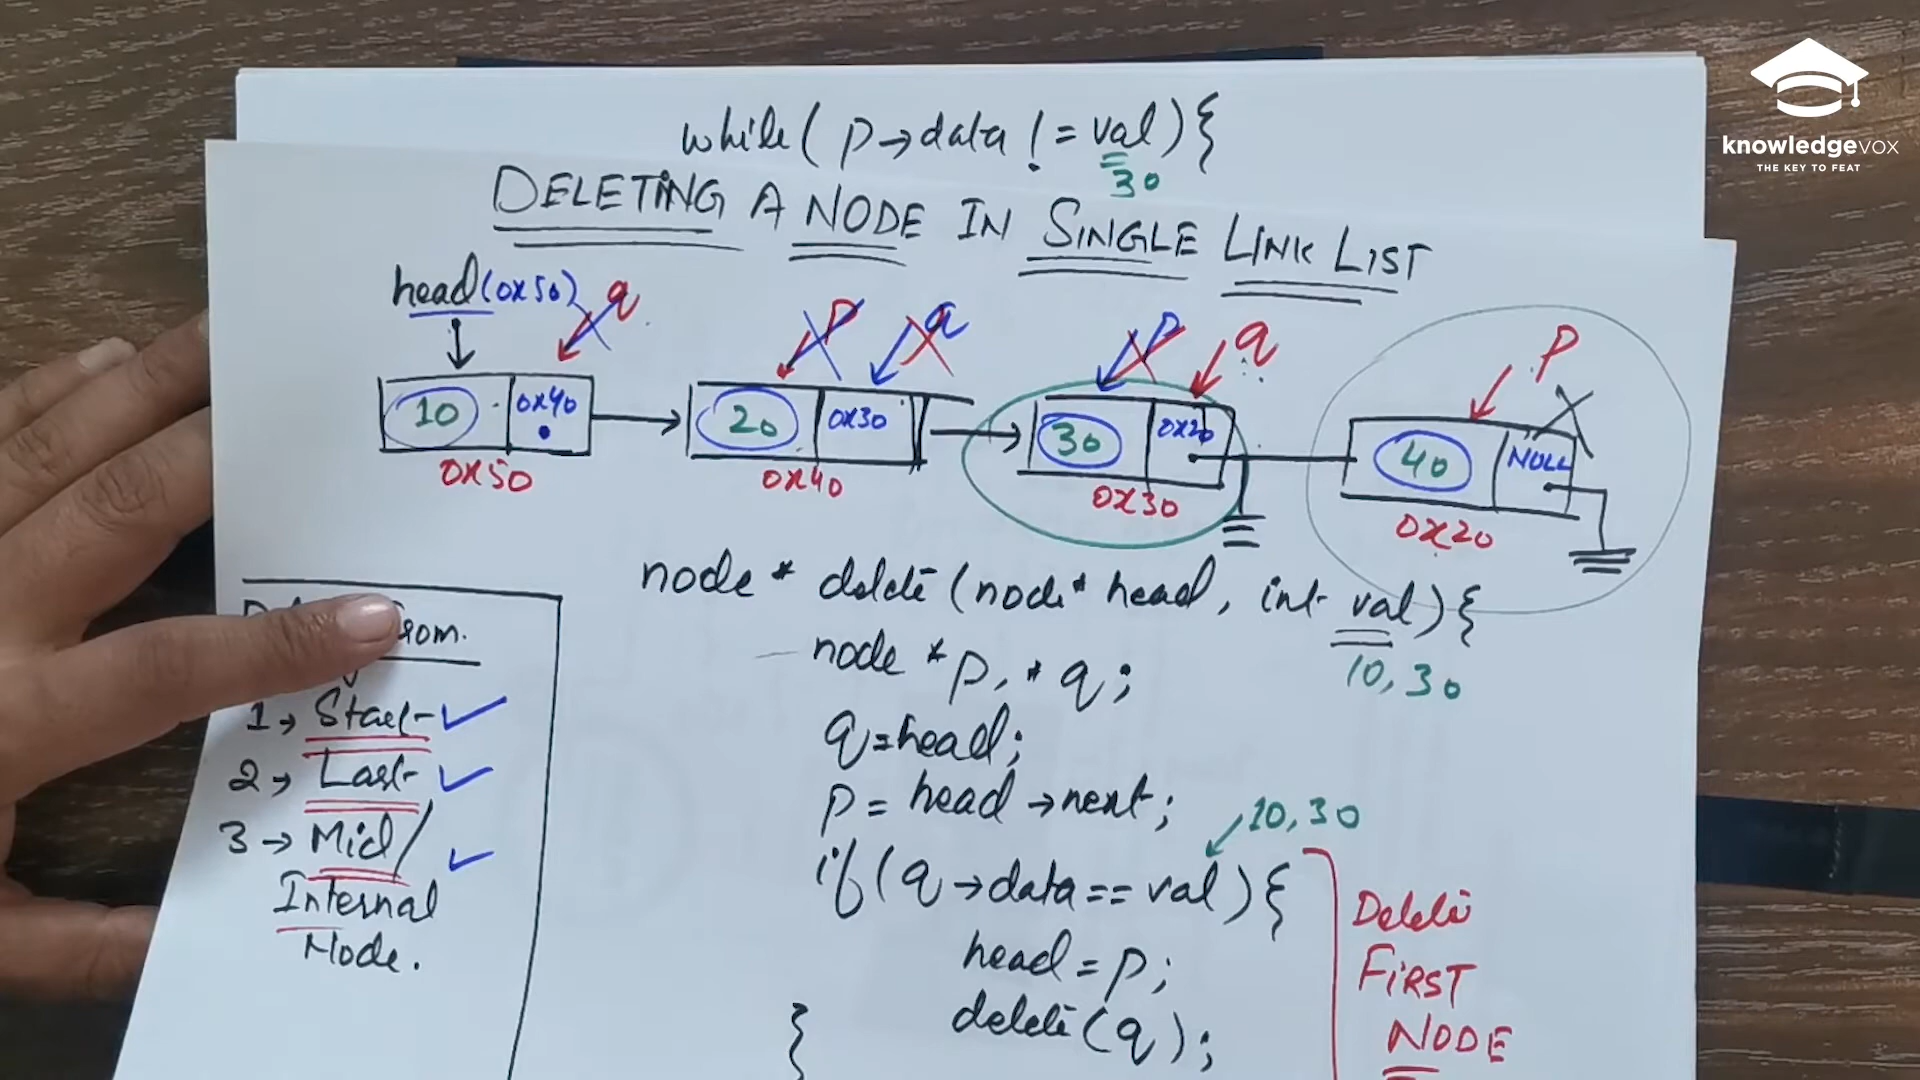 while( p→data != val){
30
DELETING A NODE IN SINGLE LINK LIST
head(0x50) q p q p q p
10 0x40 20 0x30 30 0x20 40 NULL
0x50 0x40 0x30 0x20
node* delete (node* head, int val){
10, 30
node *p, *q;
q=head;
p = head →next;
10, 30
if(q→data== val){
head = p;
delete(q);
}
Delete
FIRST
NODE
rom.
1→ Start
2→ Last
3→ Mid/
Internal
Node.
knowledgevox
THE KEY TO FEAT